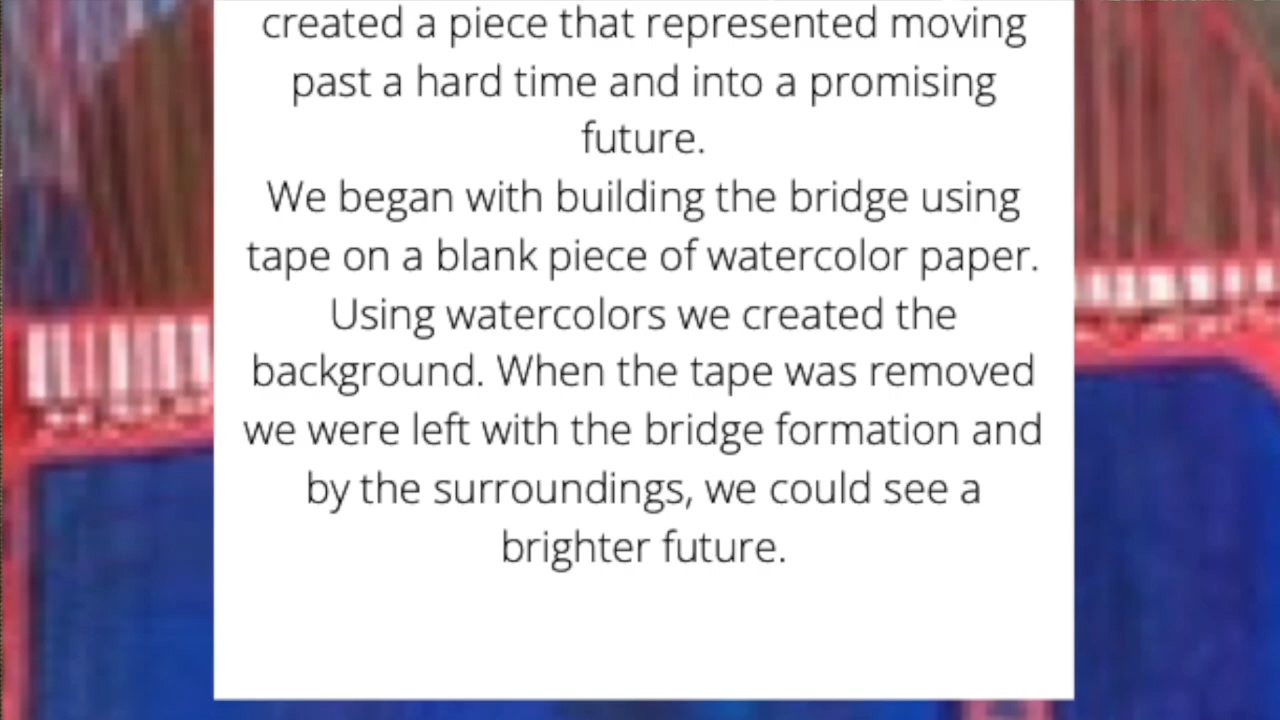 created a piece that represented moving
past a hard time and into a promising
future.
We began with building the bridge using
tape on a blank piece of watercolor paper.
Using watercolors we created the
background. When the tape was removed
we were left with the bridge formation and
by the surroundings, we could see a
brighter future.